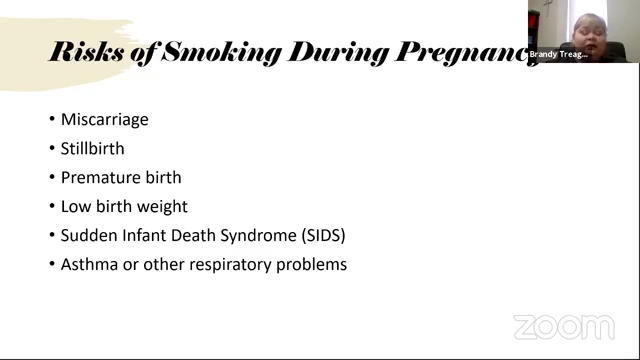 Risks of Smoking During Pregnancy
Brandy Treag...
• Miscarriage
• Stillbirth
• Premature birth
• Low birth weight
• Sudden Infant Death Syndrome (SIDS)
• Asthma or other respiratory problems
zoom